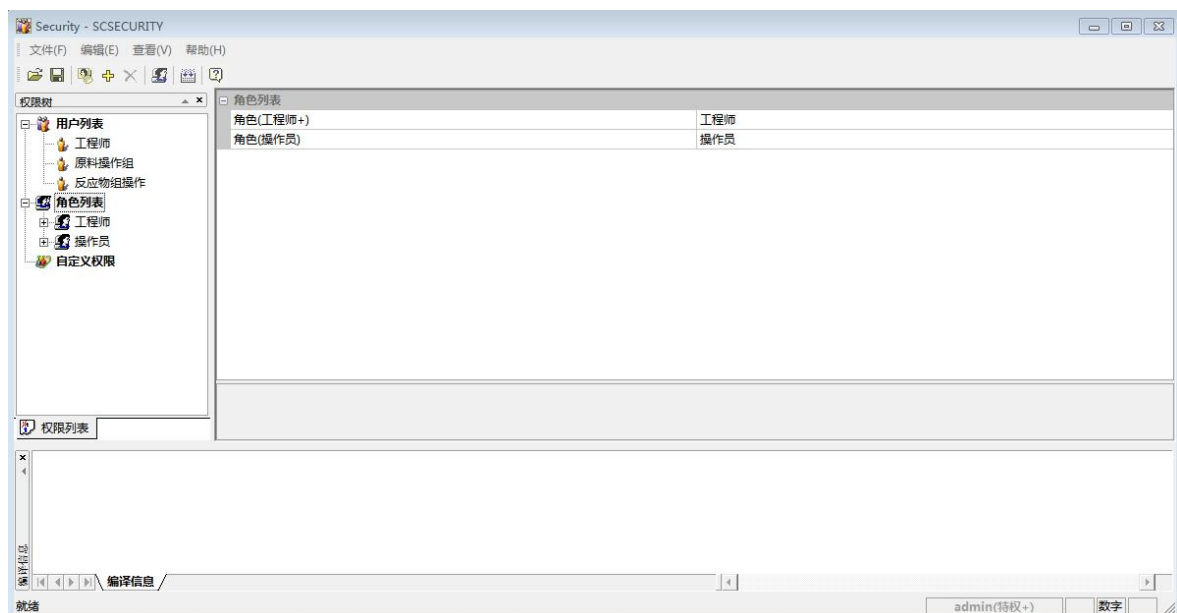 Security - SCSECURITY
文件(F) 编辑(E) 查看(V) 帮助(H)
权限树
用户列表
工程师
原料操作组
反应物组操作
角色列表
工程师
操作员
自定义权限
权限列表
角色列表
角色(工程师+) 工程师
角色(操作员) 操作员
编译信息
编译信息
就绪
admin(特权+)
数字